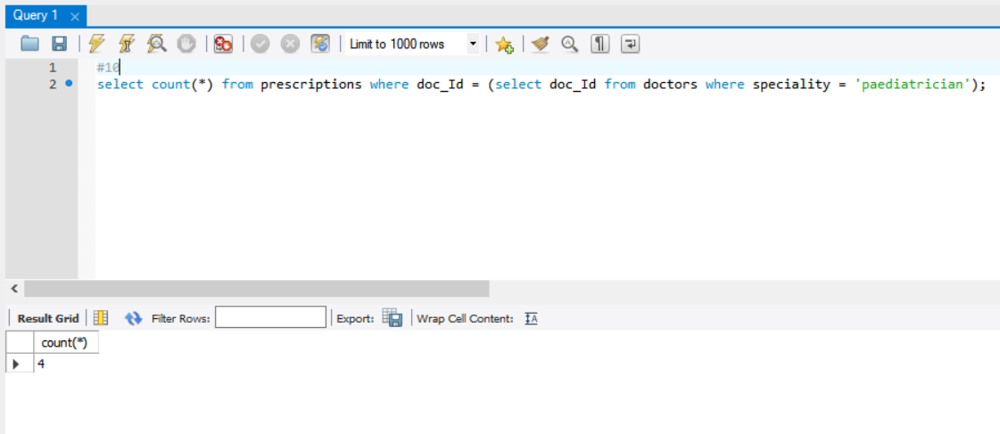 Query 1
Limit to 1000 rows
1 #10
2 select count(*) from prescriptions where doc_Id = (select doc_Id from doctors where speciality = 'paediatrician');
Result Grid Filter Rows: Export: Wrap Cell Content:
count(*)
4